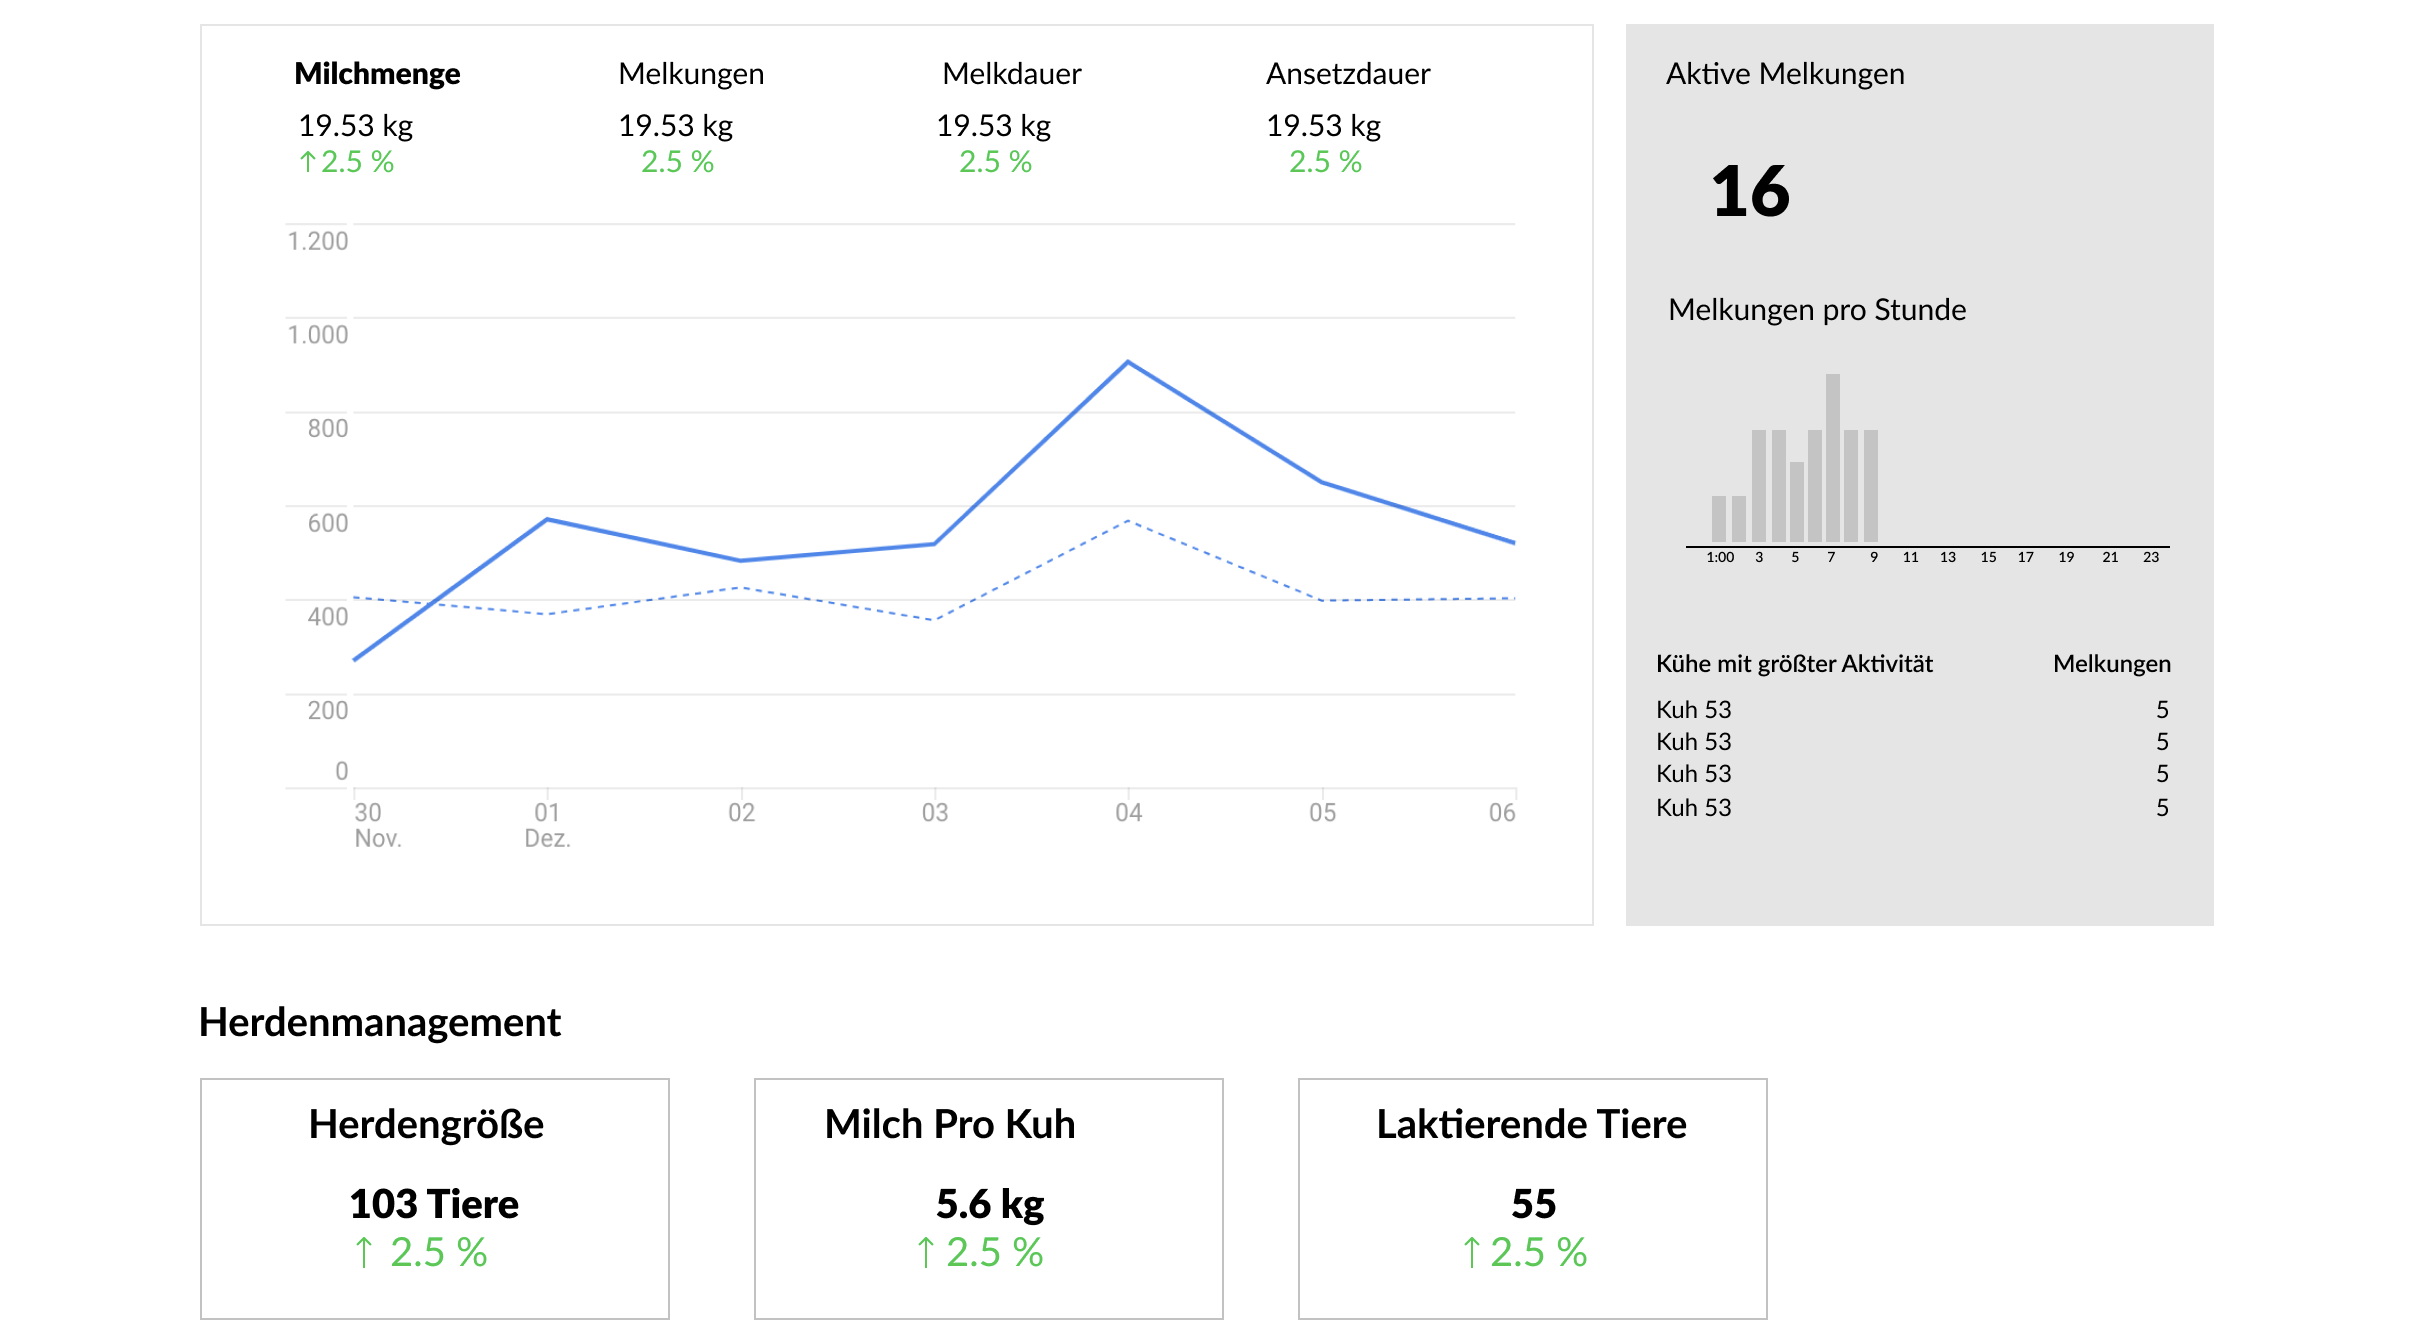 Milchmenge Melkungen Melkdauer Ansetzdauer
19.53 kg 19.53 kg 19.53 kg 19.53 kg
↑2.5 % 2.5 % 2.5 % 2.5 %
1.200
1.000
800
600
400
200
0
30 01 02 03 04 05 06
Nov. Dez.
Aktive Melkungen
16
Melkungen pro Stunde
1:00 3 5 7 9 11 13 15 17 19 21 23
Kühe mit größter Aktivität Melkungen
Kuh 53 5
Kuh 53 5
Kuh 53 5
Kuh 53 5
Herdenmanagement
Herdengröße
103 Tiere
↑ 2.5 %
Milch Pro Kuh
5.6 kg
↑ 2.5 %
Laktierende Tiere
55
↑ 2.5 %